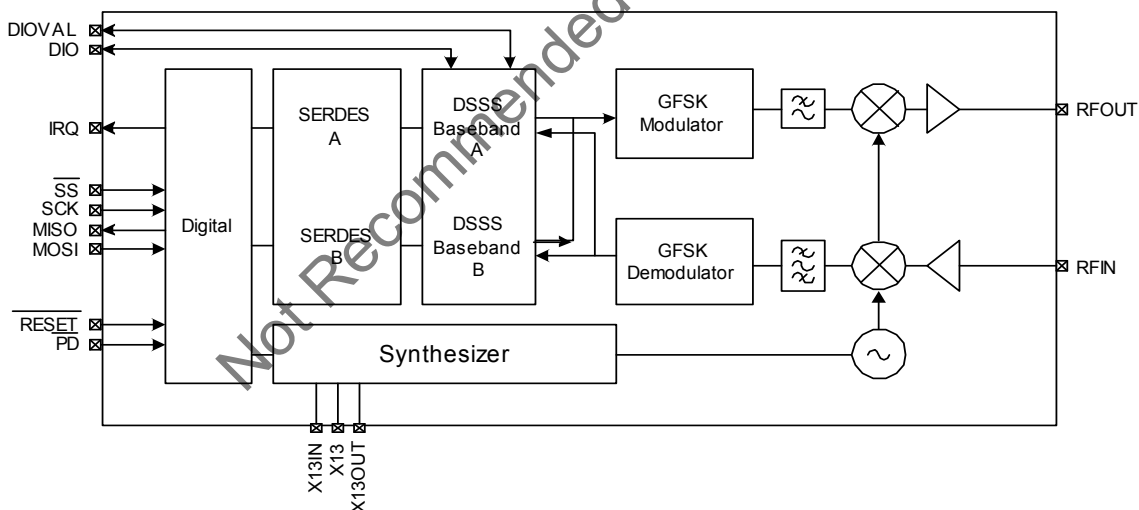 DIOVAL
DIO
IRQ
SS
SCK
MISO
MOSI
RESET
PD
Digital
SERDES
A
SERDES
B
DSSS
Baseband
A
DSSS
Baseband
B
GFSK
Modulator
GFSK
Demodulator
Synthesizer
RFOUT
RFIN
X13IN
X13
X13OUT
Not Recommended